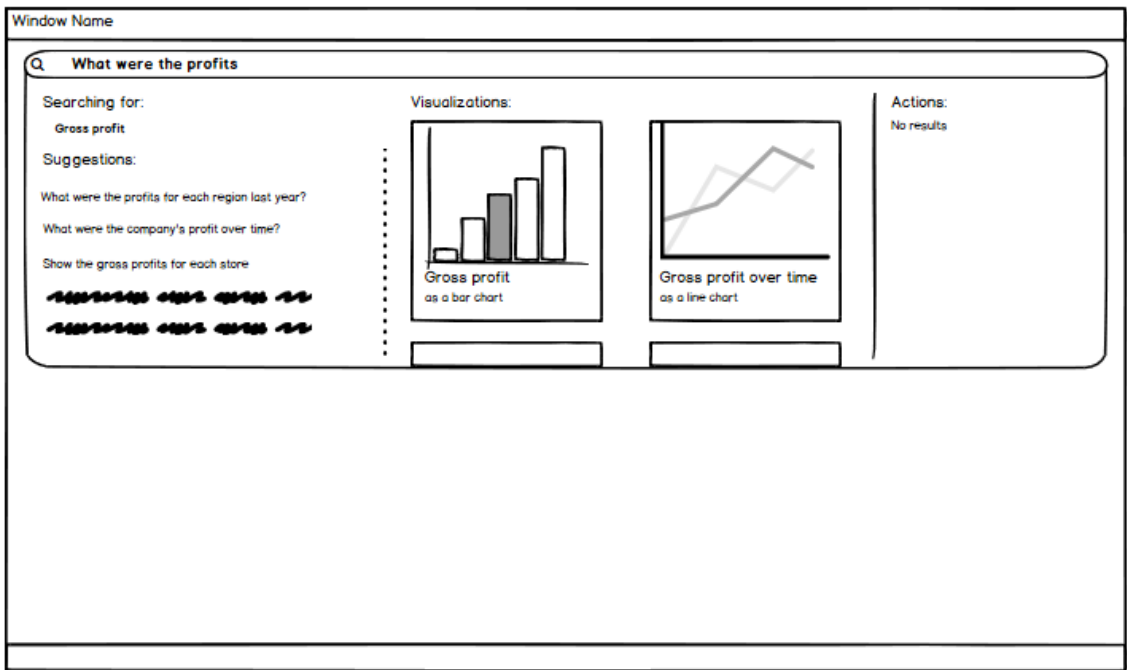 Window Name
What were the profits
Searching for:
Gross profit
Suggestions:
What were the profits for each region last year?
What were the company's profit over time?
Show the gross profits for each store
Visualizations:
Gross profit
as a bar chart
Gross profit over time
as a line chart
Actions:
No results